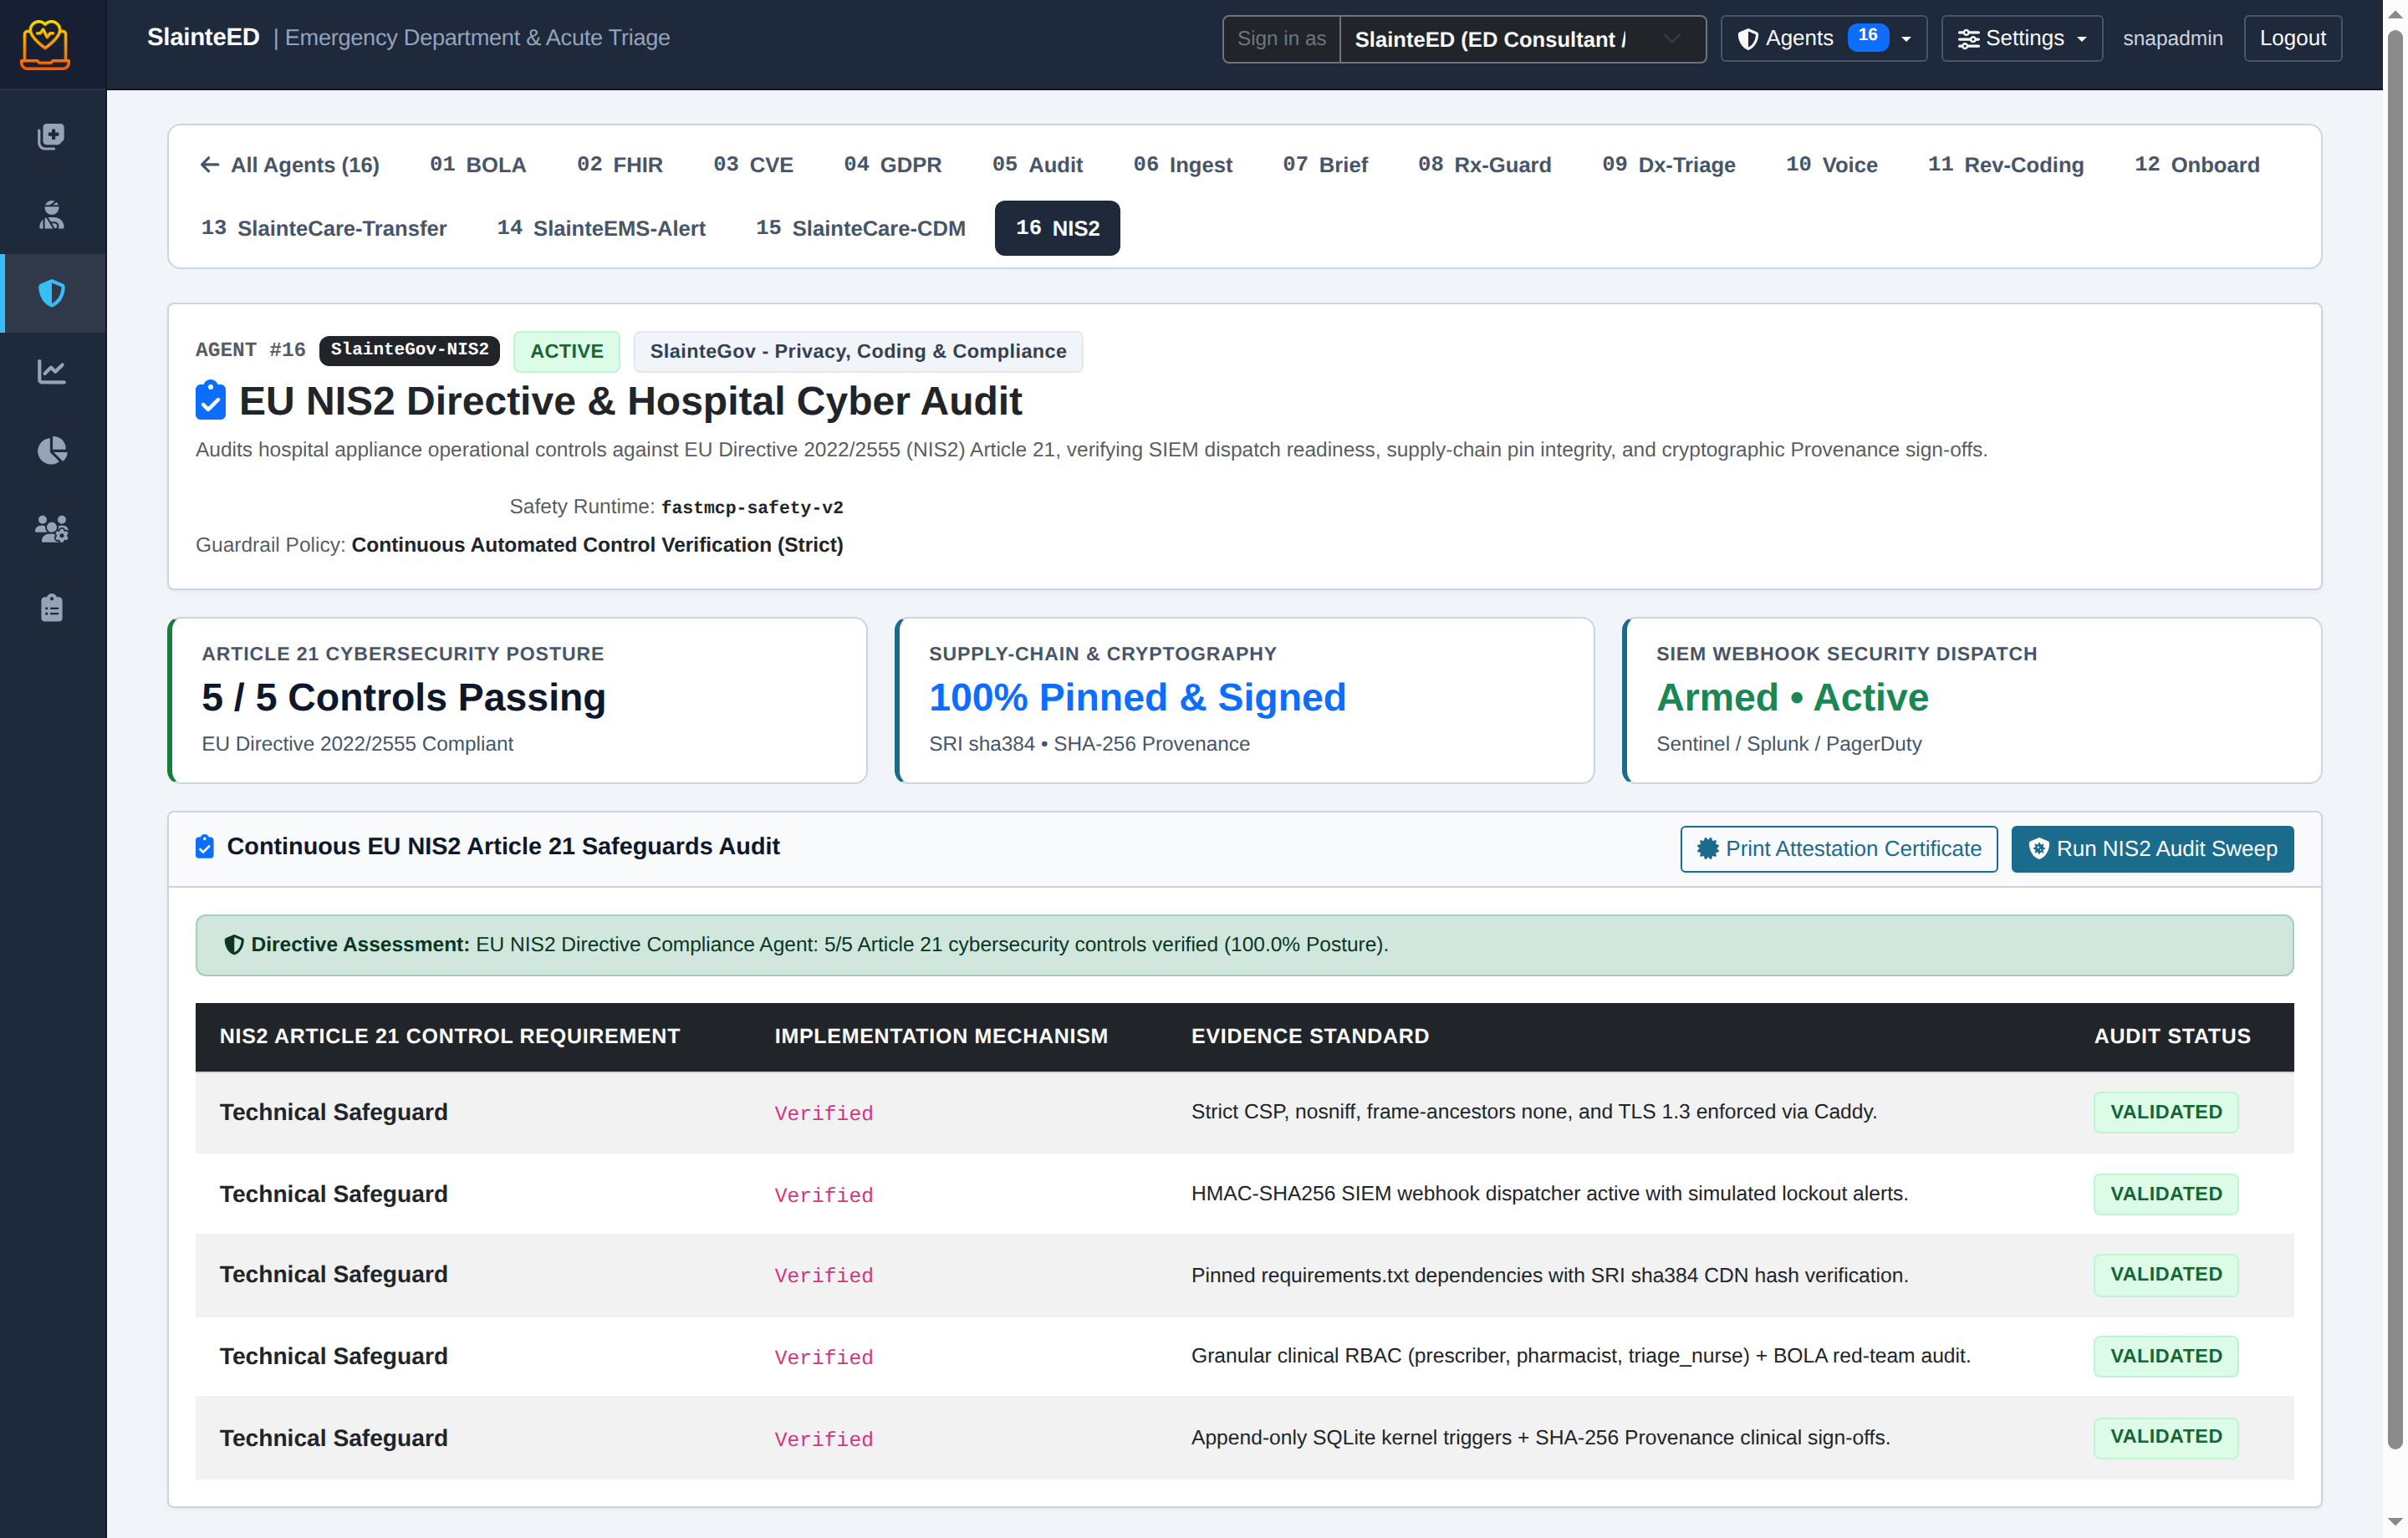 SlainteED | Emergency Department & Acute Triage
Sign in as SlainteED (ED Consultant / Agents 16 Settings snapadmin Logout
All Agents (16) 01 BOLA 02 FHIR 03 CVE 04 GDPR 05 Audit 06 Ingest 07 Brief 08 Rx-Guard 09 Dx-Triage 10 Voice 11 Rev-Coding 12 Onboard
13 SlainteCare-Transfer 14 SlainteEMS-Alert 15 SlainteCare-CDM 16 NIS2
AGENT #16 SlainteGov-NIS2 ACTIVE SlainteGov - Privacy, Coding & Compliance
EU NIS2 Directive & Hospital Cyber Audit
Audits hospital appliance operational controls against EU Directive 2022/2555 (NIS2) Article 21, verifying SIEM dispatch readiness, supply-chain pin integrity, and cryptographic Provenance sign-offs.
Safety Runtime: fastmcp-safety-v2
Guardrail Policy: Continuous Automated Control Verification (Strict)
ARTICLE 21 CYBERSECURITY POSTURE
5 / 5 Controls Passing
EU Directive 2022/2555 Compliant
SUPPLY-CHAIN & CRYPTOGRAPHY
100% Pinned & Signed
SRI sha384 • SHA-256 Provenance
SIEM WEBHOOK SECURITY DISPATCH
Armed • Active
Sentinel / Splunk / PagerDuty
Continuous EU NIS2 Article 21 Safeguards Audit
Print Attestation Certificate Run NIS2 Audit Sweep
Directive Assessment: EU NIS2 Directive Compliance Agent: 5/5 Article 21 cybersecurity controls verified (100.0% Posture).
NIS2 ARTICLE 21 CONTROL REQUIREMENT IMPLEMENTATION MECHANISM EVIDENCE STANDARD AUDIT STATUS
Technical Safeguard Verified Strict CSP, nosniff, frame-ancestors none, and TLS 1.3 enforced via Caddy. VALIDATED
Technical Safeguard Verified HMAC-SHA256 SIEM webhook dispatcher active with simulated lockout alerts. VALIDATED
Technical Safeguard Verified Pinned requirements.txt dependencies with SRI sha384 CDN hash verification. VALIDATED
Technical Safeguard Verified Granular clinical RBAC (prescriber, pharmacist, triage_nurse) + BOLA red-team audit. VALIDATED
Technical Safeguard Verified Append-only SQLite kernel triggers + SHA-256 Provenance clinical sign-offs. VALIDATED